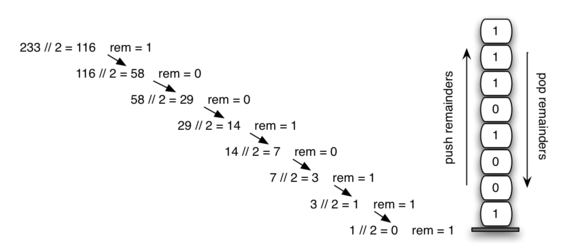 233 // 2 = 116 rem = 1
116 // 2 = 58 rem = 0
58 // 2 = 29 rem = 0
29 // 2 = 14 rem = 1
14 // 2 = 7 rem = 0
7 // 2 = 3 rem = 1
3 // 2 = 1 rem = 1
1 // 2 = 0 rem = 1
push remainders
1
1
1
0
1
0
0
1
pop remainders